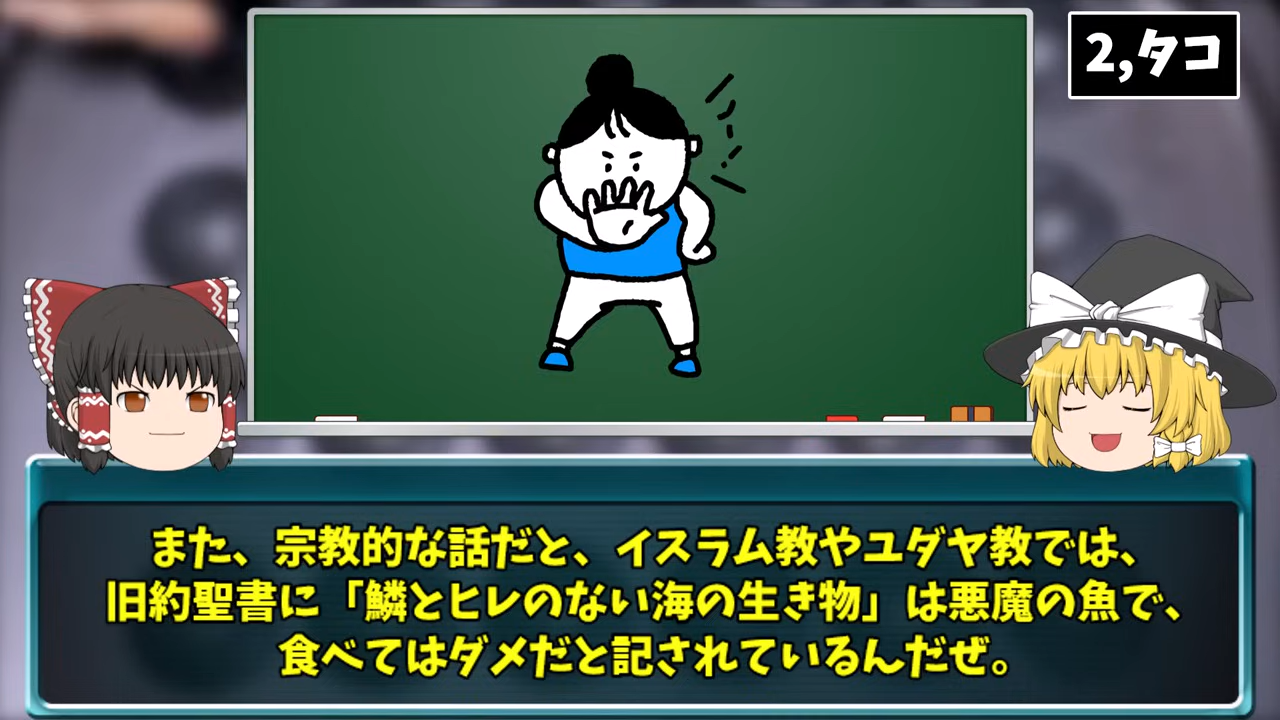 2,タコ
また、宗教的な話だと、イスラム教やユダヤ教では、
旧約聖書に「鱗とヒレのない海の生き物」は悪魔の魚で、
食べてはダメだと記されているんだぜ。